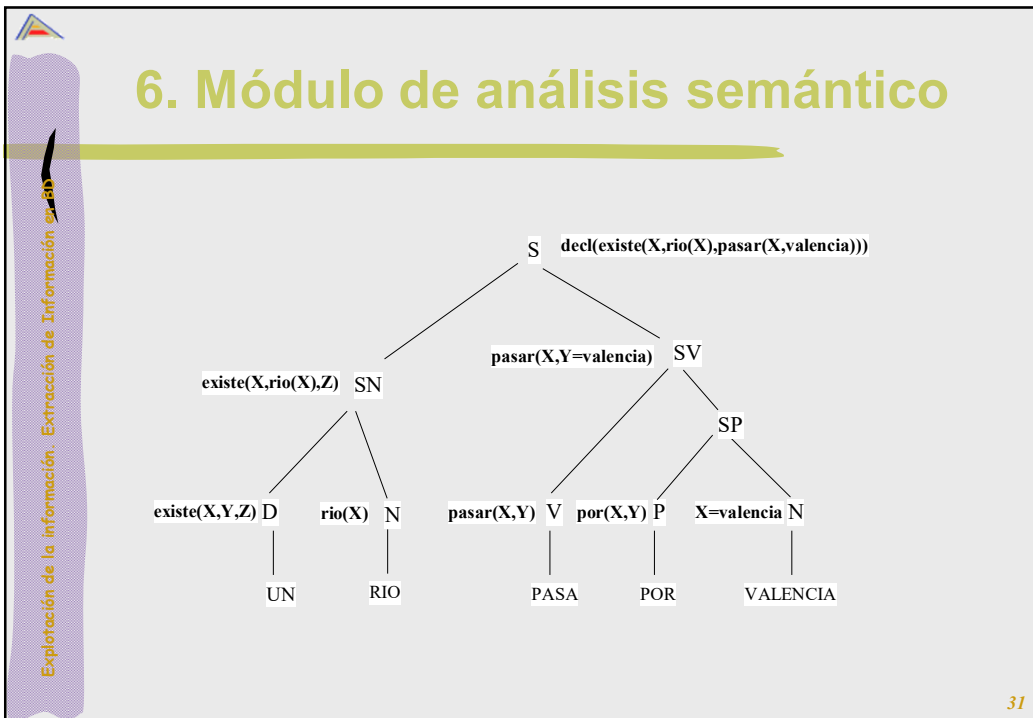 6. Módulo de análisis semántico
Explotación de la información. Extracción de Información en BD
S decl(existe(X,rio(X),pasar(X,valencia)))
pasar(X,Y=valencia) SV
existe(X,rio(X),Z) SN
SP
existe(X,Y,Z) D rio(X) N pasar(X,Y) V por(X,Y) P X=valencia N
UN RIO PASA POR VALENCIA
31